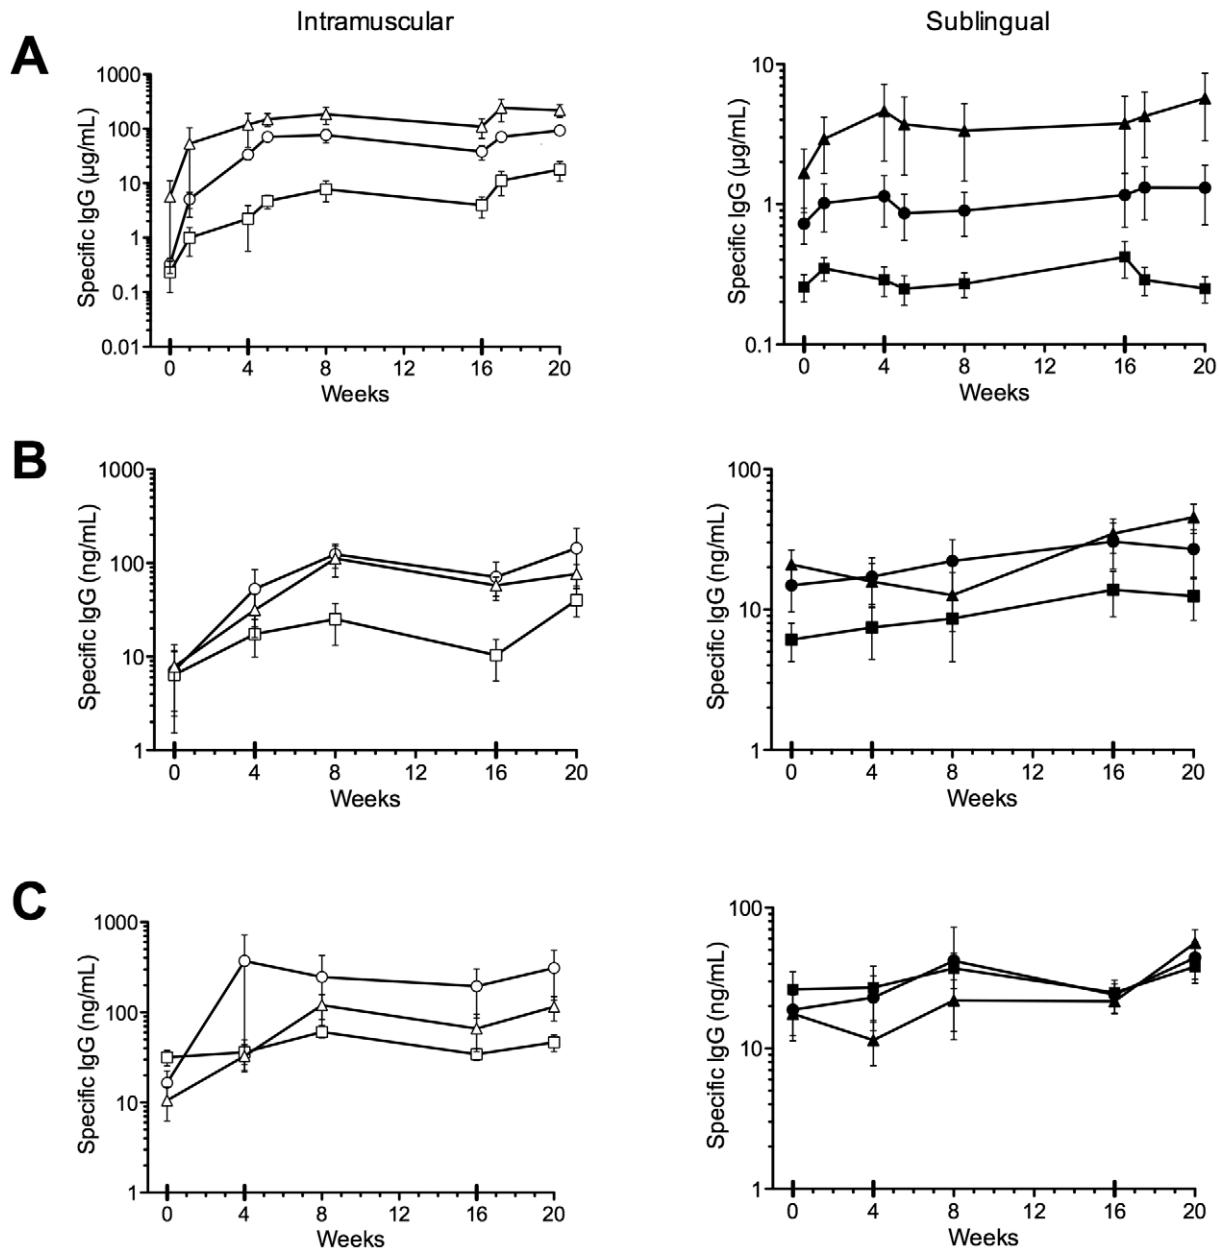 Intramuscular
Sublingual
A
Specific IgG (µg/mL)
1000
100
10
1
0.1
0.01
0 4 8 12 16 20
Weeks
Specific IgG (µg/mL)
10
1
0.1
0 4 8 12 16 20
Weeks
B
Specific IgG (ng/mL)
1000
100
10
1
0 4 8 12 16 20
Weeks
Specific IgG (ng/mL)
100
10
1
0 4 8 12 16 20
Weeks
C
Specific IgG (ng/mL)
1000
100
10
1
0 4 8 12 16 20
Weeks
Specific IgG (ng/mL)
100
10
1
0 4 8 12 16 20
Weeks